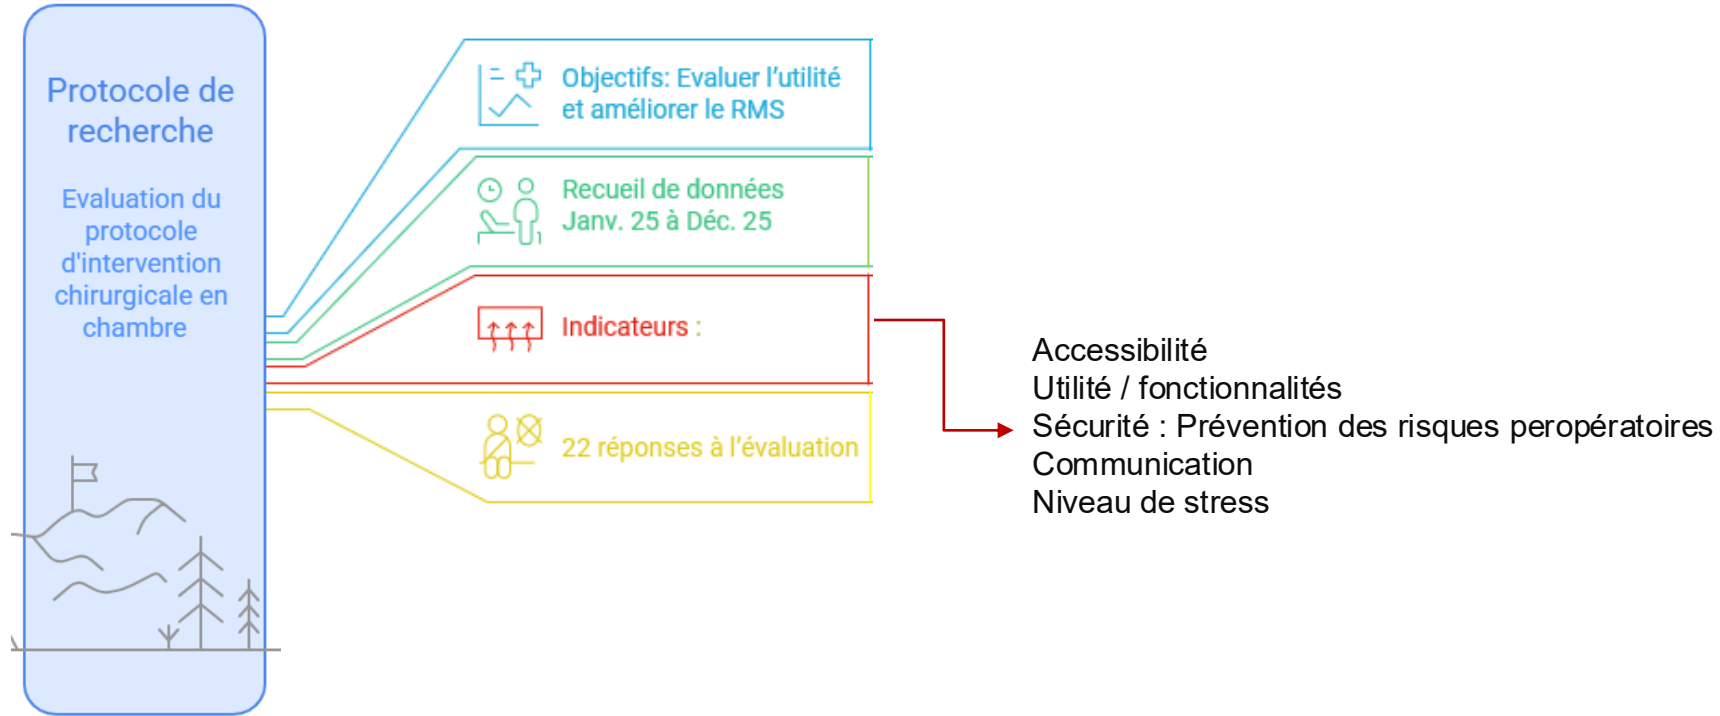 Protocole de
recherche
Evaluation du
protocole
d'intervention
chirurgicale en
chambre
Objectifs: Evaluer l’utilité
et améliorer le RMS
Recueil de données
Janv. 25 à Déc. 25
Indicateurs :
22 réponses à l’évaluation
Accessibilité
Utilité / fonctionnalités
Sécurité : Prévention des risques peropératoires
Communication
Niveau de stress